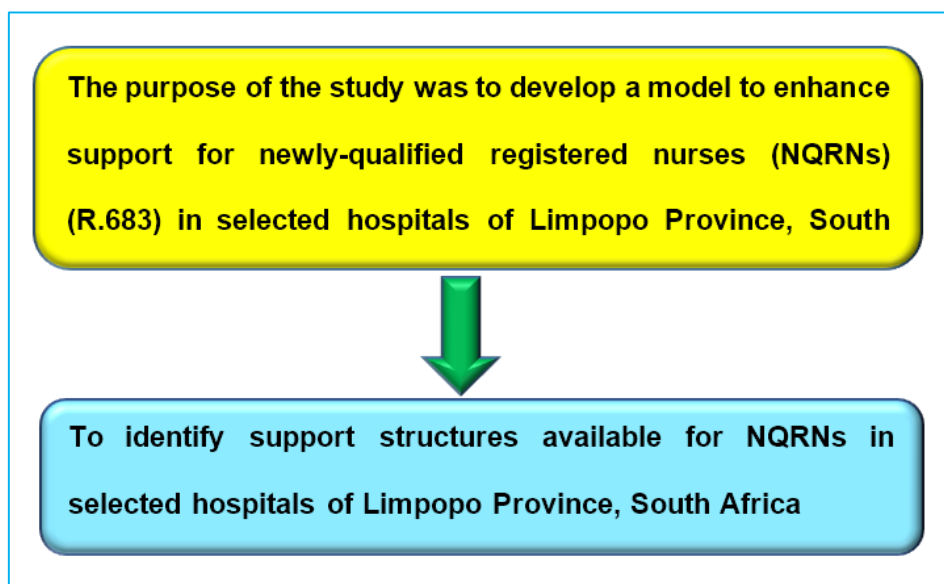 The purpose of the study was to develop a model to enhance
support for newly-qualified registered nurses (NQRNs)
(R.683) in selected hospitals of Limpopo Province, South
To identify support structures available for NQRNs in
selected hospitals of Limpopo Province, South Africa